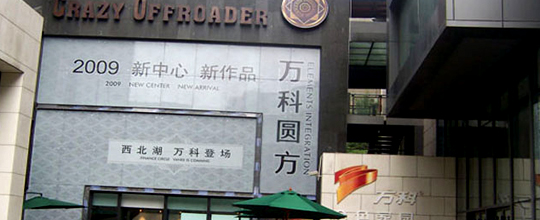 CRAZY OFFROADER
2009 新中心 新作品
2009 NEW CENTER NEW ARRIVAL
万科圆方
ELEMENTS INTEGRATION
西北湖 万科登场
万科